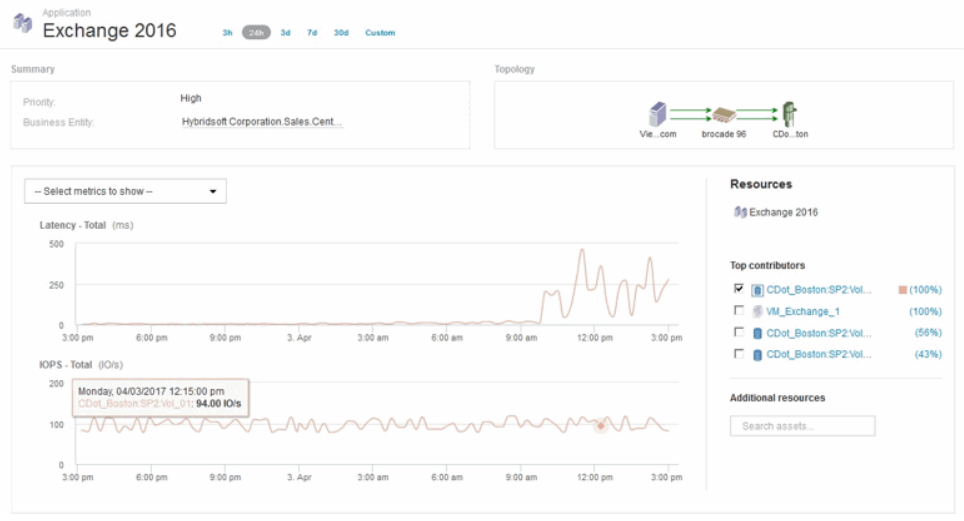 Application
Exchange 2016
3h 24h 3d 7d 30d Custom
Summary
Priority: High
Business Entity: Hybridsoft Corporation.Sales.Cent...
Topology
Vie...com brocade 96 CDo...ton
-- Select metrics to show --
Latency - Total (ms)
500
250
0
3:00 pm 6:00 pm 9:00 pm 3. Apr 3:00 am 6:00 am 9:00 am 12:00 pm 3:00 pm
IOPS - Total (IO/s)
200
Monday, 04/03/2017 12:15:00 pm
CDot_Boston:SP2:Vol_01: 94.00 IO/s
100
0
3:00 pm 6:00 pm 9:00 pm 3. Apr 3:00 am 6:00 am 9:00 am 12:00 pm 3:00 pm
Resources
Exchange 2016
Top contributors
CDot_Boston:SP2:Vol... (100%)
VM_Exchange_1 (100%)
CDot_Boston:SP2:Vol... (56%)
CDot_Boston:SP2:Vol... (43%)
Additional resources
Search assets...